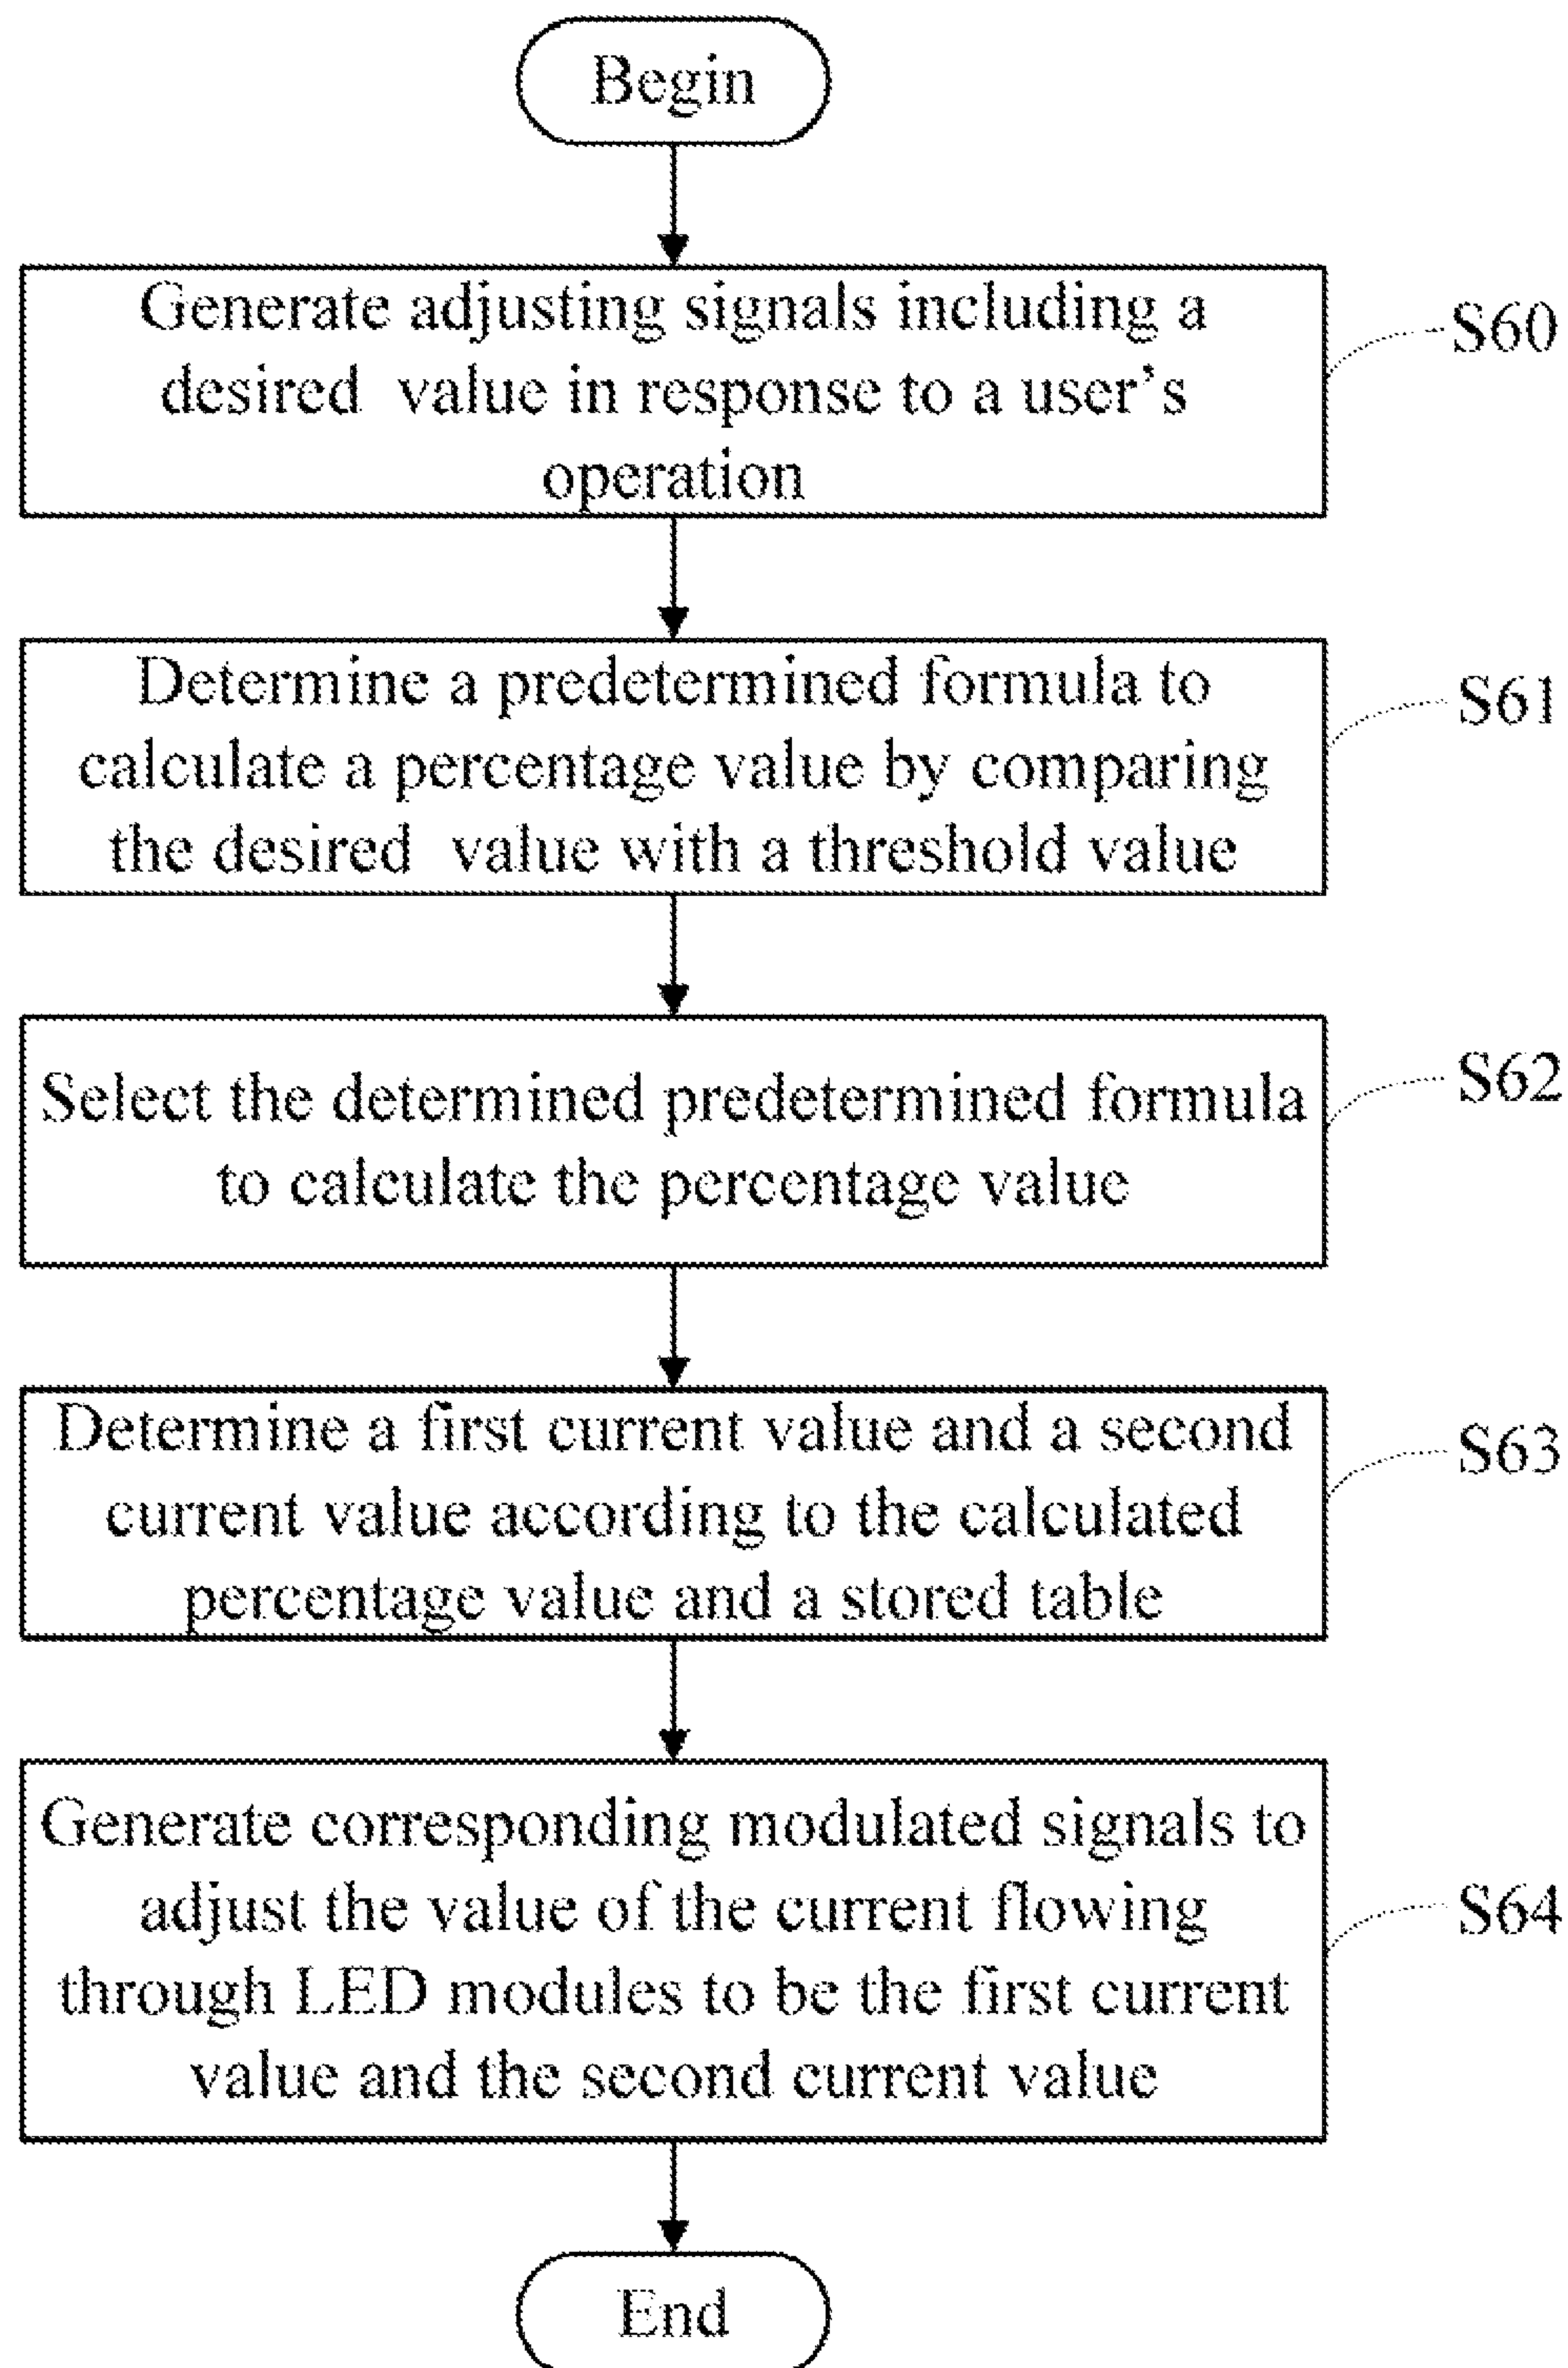 Begin
Generate adjusting signals including a
desired value in response to a user's
operation
S60
Determine a predetermined formula to
calculate a percentage value by comparing
the desired value with a threshold value
S61
Select the determined predetermined formula
to calculate the percentage value
S62
Determine a first current value and a second
current value according to the calculated
percentage value and a stored table
S63
Generate corresponding modulated signals to
adjust the value of the current flowing
through LED modules to be the first current
value and the second current value
S64
End